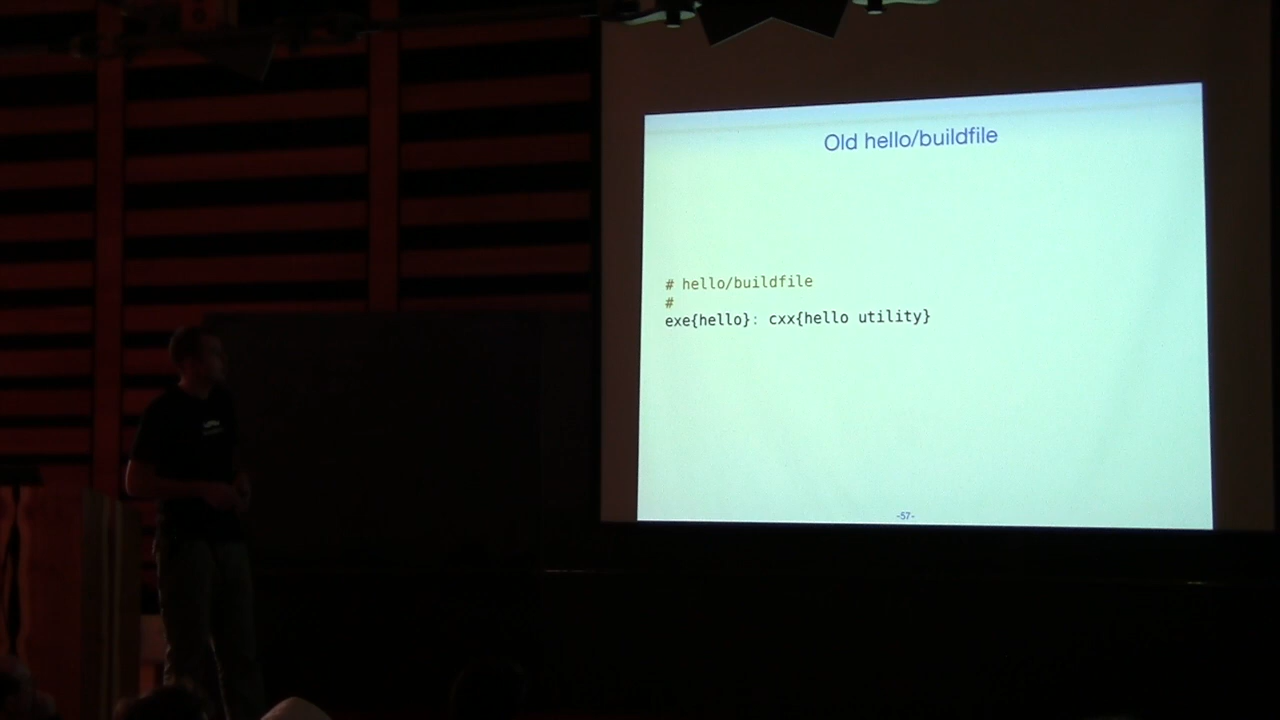 Old hello/buildfile
# hello/buildfile
#
exe{hello}: cxx{hello utility}
-57-